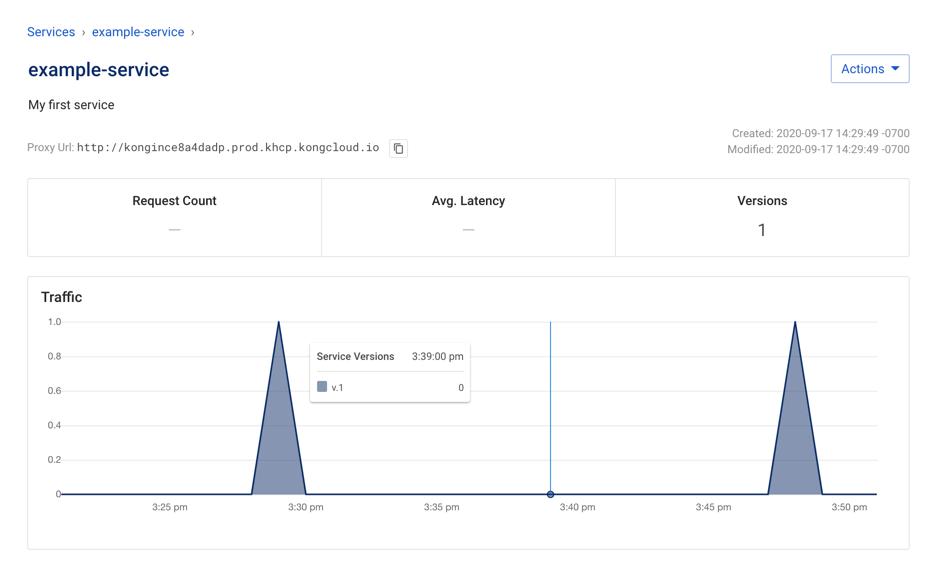 Services › example-service ›
example-service
Actions
My first service
Proxy Url: http://kongince8a4dadp.prod.khcp.kongcloud.io
Created: 2020-09-17 14:29:49 -0700
Modified: 2020-09-17 14:29:49 -0700
Request Count
—
Avg. Latency
—
Versions
1
Traffic
1.0
0.8
0.6
0.4
0.2
0
Service Versions 3:39:00 pm
v.1 0
3:25 pm 3:30 pm 3:35 pm 3:40 pm 3:45 pm 3:50 pm